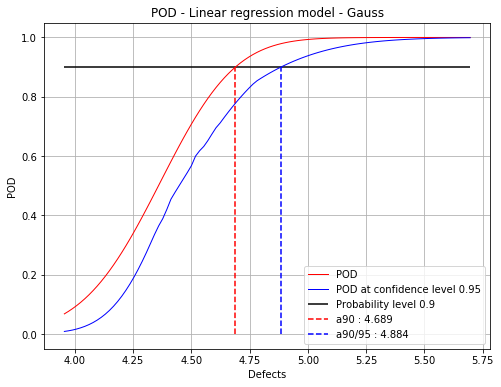 POD - Linear regression model - Gauss
1.0
0.8
0.6
0.4
0.2
0.0
POD
POD
POD at confidence level 0.95
Probability level 0.9
a90 : 4.689
a90/95 : 4.884
4.00 4.25 4.50 4.75 5.00 5.25 5.50 5.75
Defects